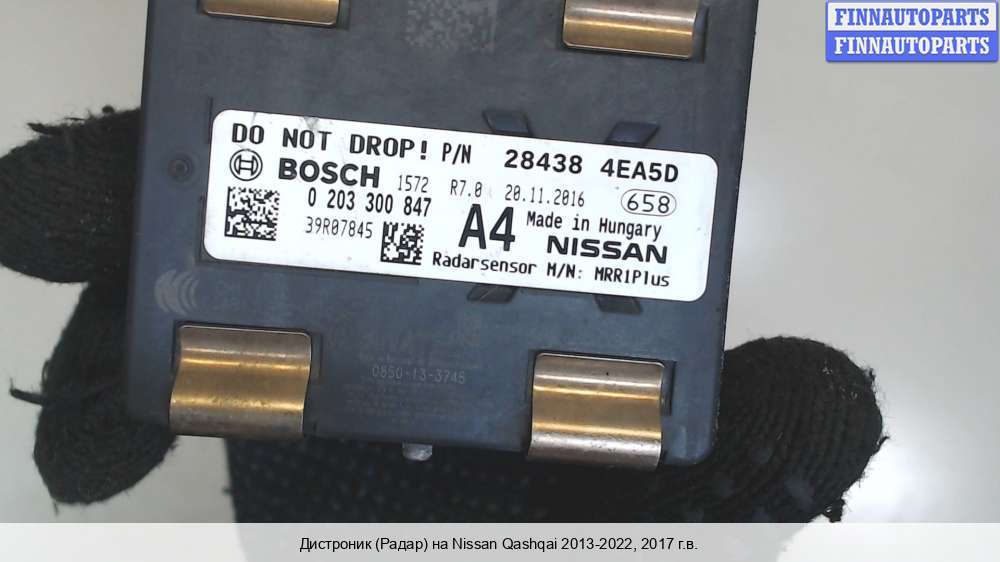 FINNAUTOPARTS
FINNAUTOPARTS
DO NOT DROP! P/N 28438 4EA5D
BOSCH 1572 R7.0 20.11.2016 658
0 203 300 847 A4 Made in Hungary
39R07845 NISSAN
Radarsensor M/N: MRR1Plus
0850-13-3745
Дистроник (Радар) на Nissan Qashqai 2013-2022, 2017 г.в.